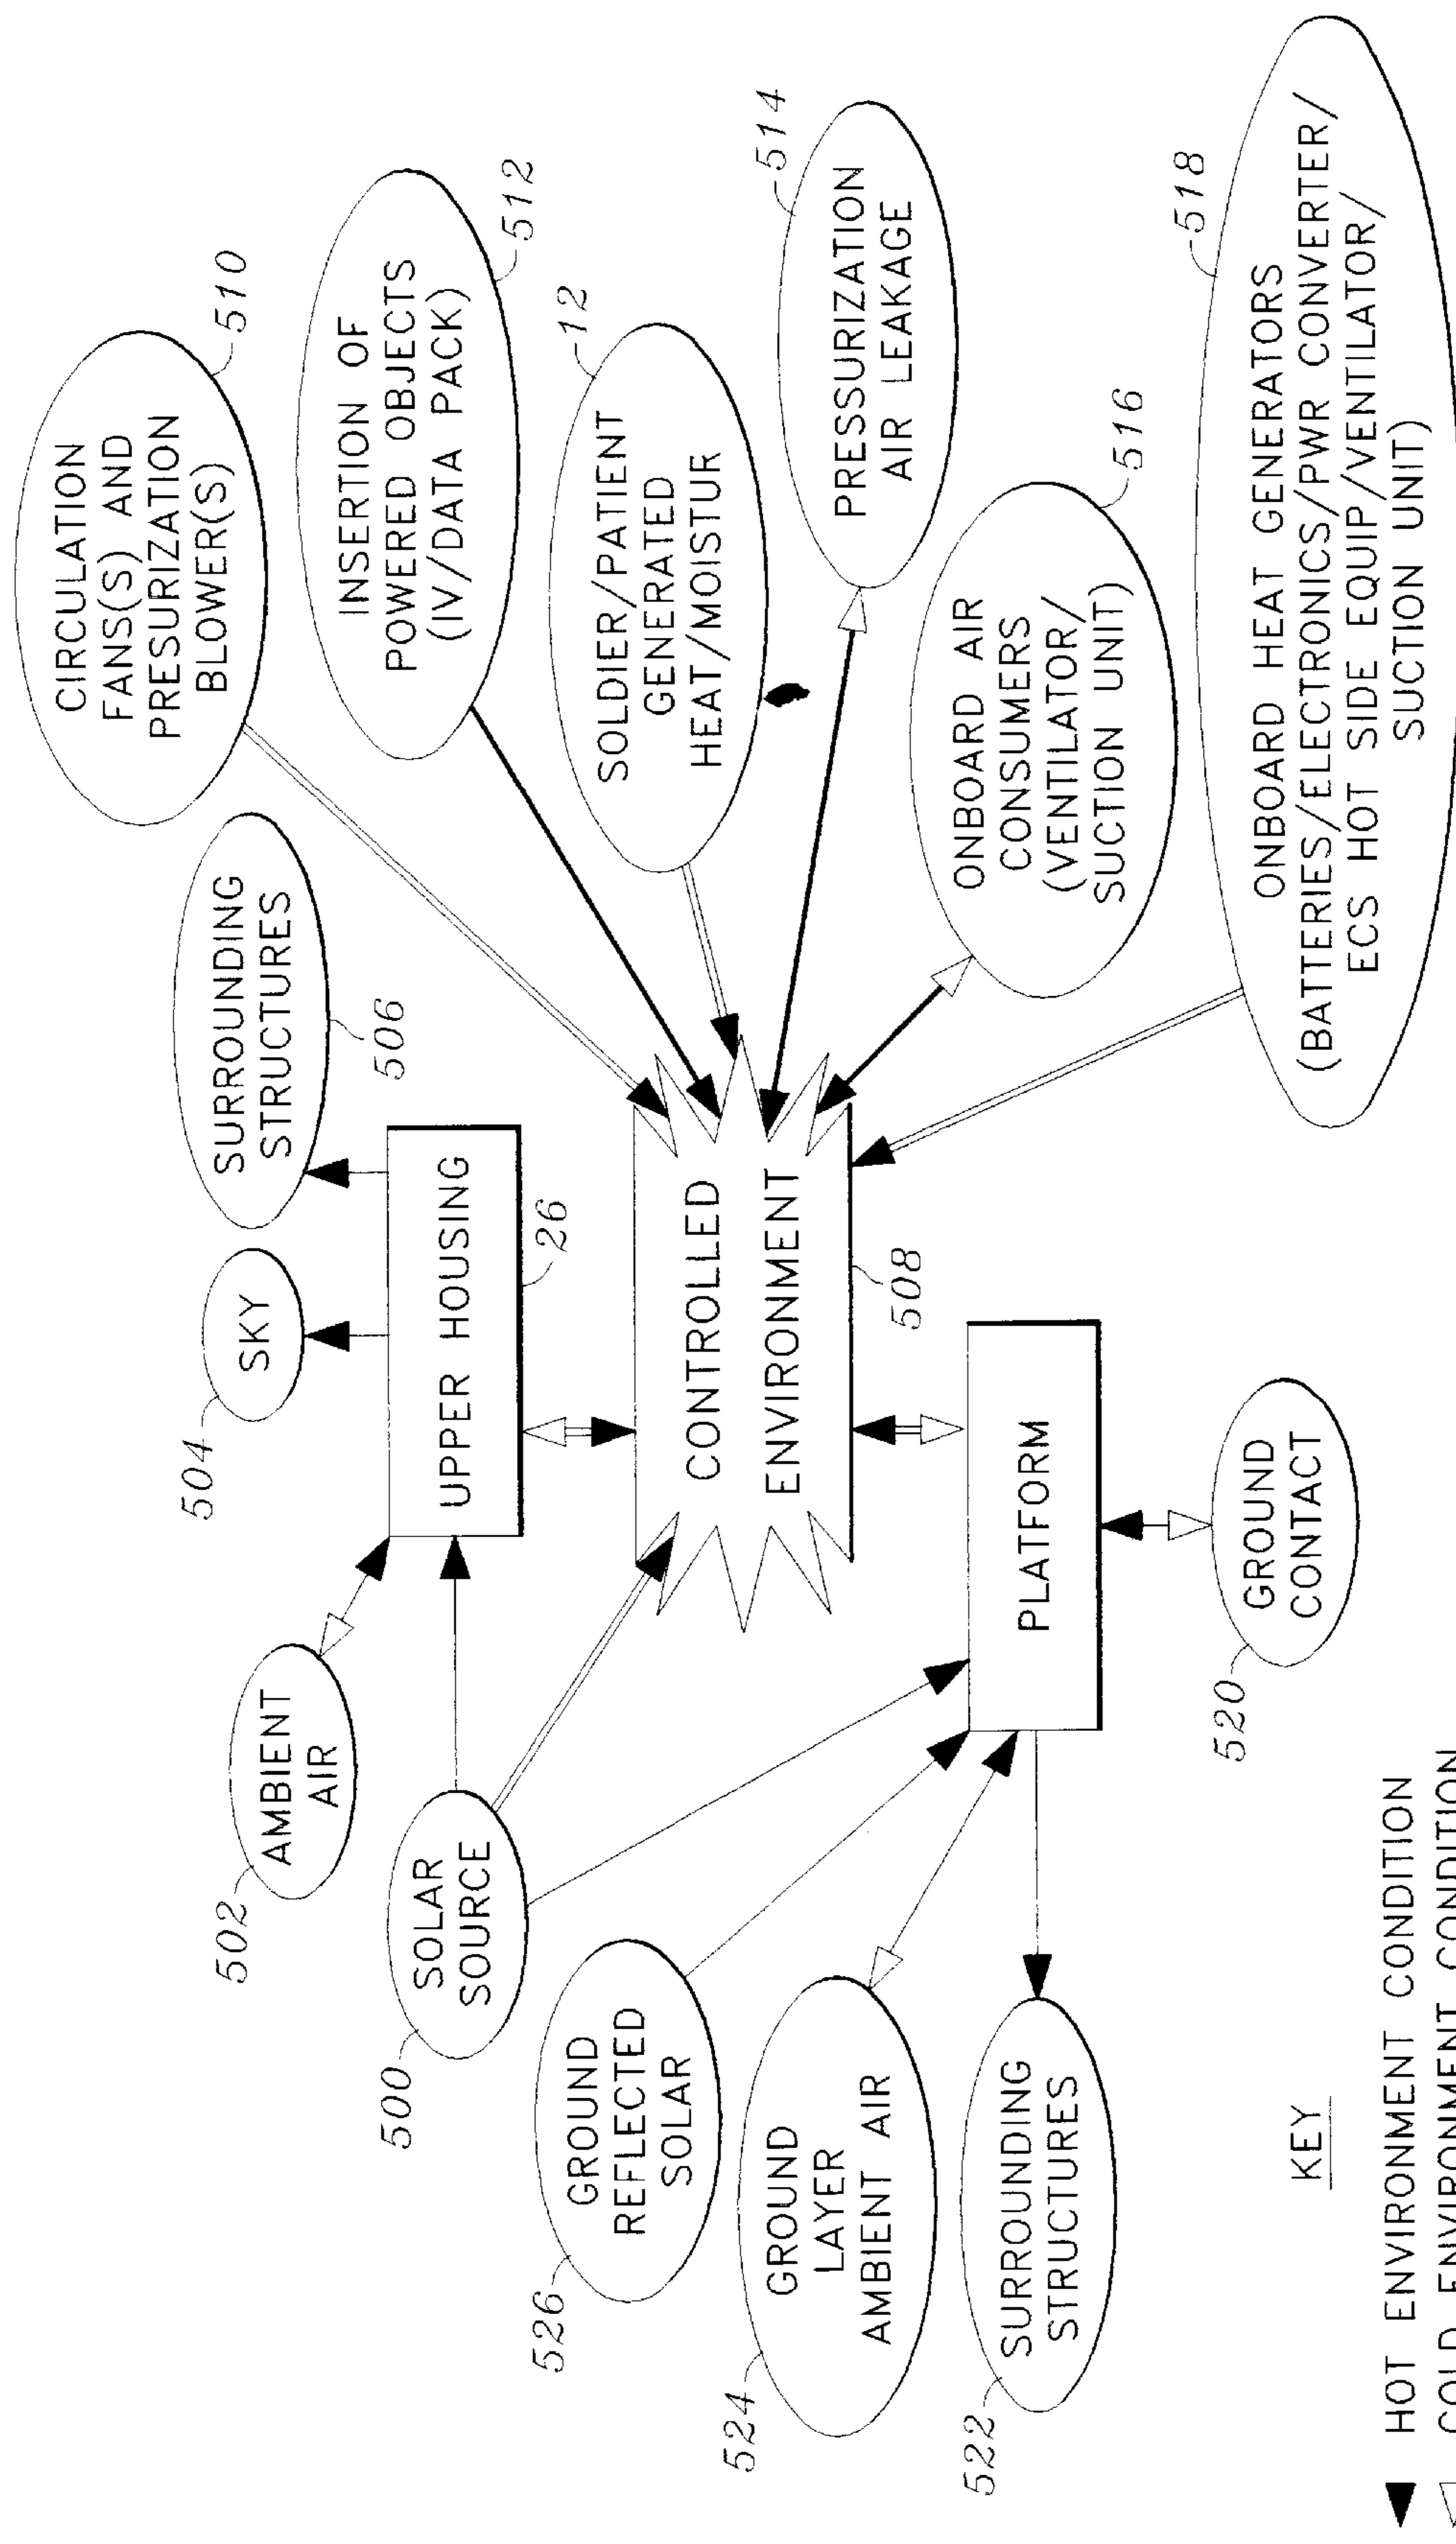 CIRCULATION
FANS(S) AND
PRESURIZATION
BLOWER(S)
510
INSERTION OF
POWERED OBJECTS
(IV/DATA PACK)
512
SOLDIER/PATIENT
GENERATED
HEAT/MOISTUR
12
PRESSURIZATION
AIR LEAKAGE
514
ONBOARD AIR
CONSUMERS
(VENTILATOR/
SUCTION UNIT)
516
ONBOARD HEAT GENERATORS
(BATTERIES/ELECTRONICS/PWR CONVERTER/
ECS HOT SIDE EQUIP/VENTILATOR/
SUCTION UNIT)
518
SURROUNDING
STRUCTURES
506
SKY
504
UPPER HOUSING
26
CONTROLLED
ENVIRONMENT
508
AMBIENT
AIR
502
SOLAR
SOURCE
500
PLATFORM
GROUND
CONTACT
520
GROUND
REFLECTED
SOLAR
526
GROUND
LAYER
AMBIENT AIR
524
SURROUNDING
STRUCTURES
522
KEY
HOT ENVIRONMENT CONDITION
COLD ENVIRONMENT CONDITION